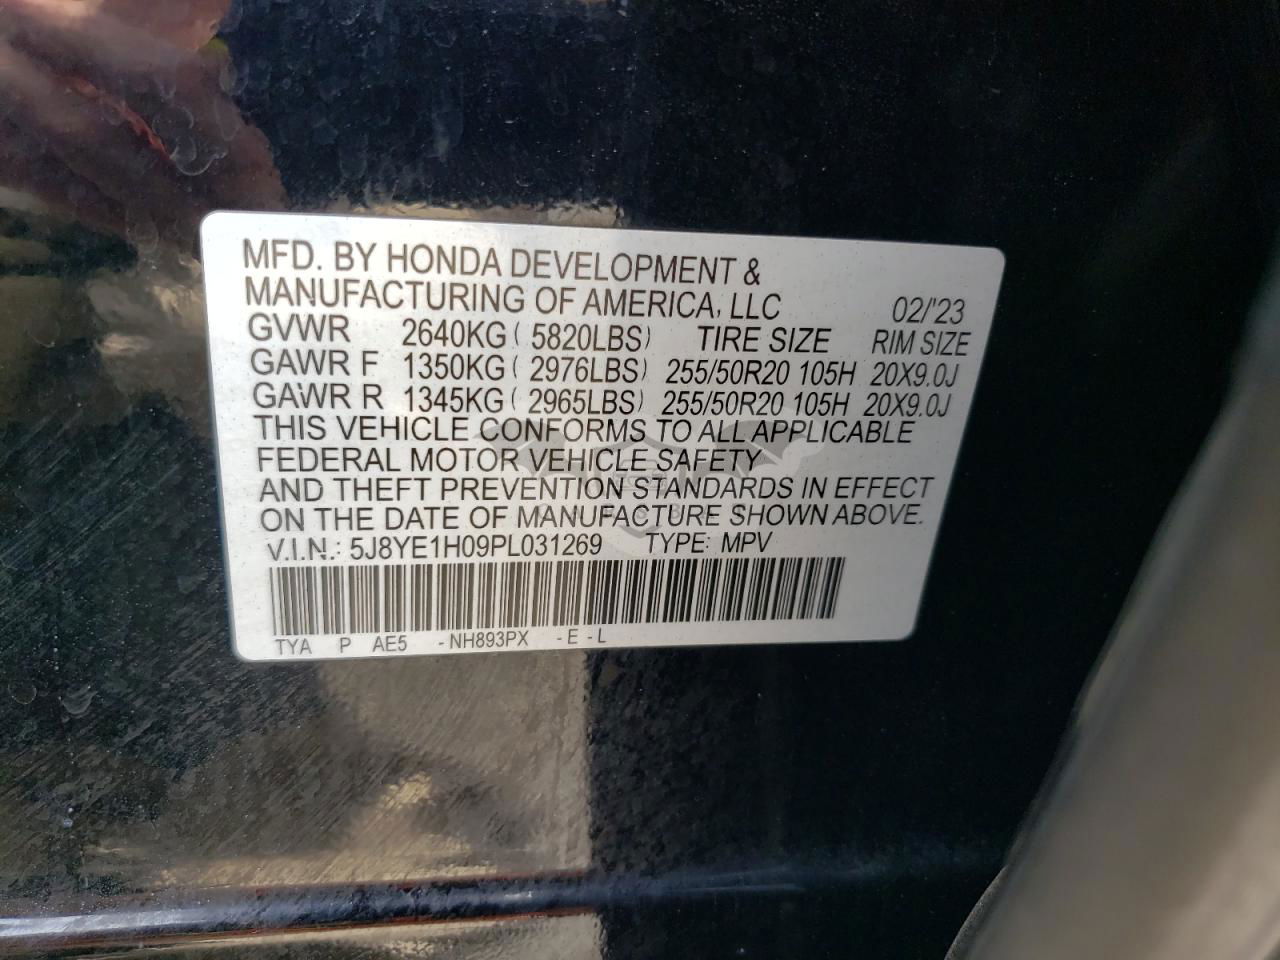 MFD. BY HONDA DEVELOPMENT &
MANUFACTURING OF AMERICA, LLC 02/'23
GVWR 2640KG ( 5820LBS) TIRE SIZE RIM SIZE
GAWR F 1350KG ( 2976LBS) 255/50R20 105H 20X9.0J
GAWR R 1345KG ( 2965LBS) 255/50R20 105H 20X9.0J
THIS VEHICLE CONFORMS TO ALL APPLICABLE
FEDERAL MOTOR VEHICLE SAFETY
AND THEFT PREVENTION STANDARDS IN EFFECT
ON THE DATE OF MANUFACTURE SHOWN ABOVE.
V.I.N.: 5J8YE1H09PL031269 TYPE: MPV
TYA P AE5 -NH893PX -E-L